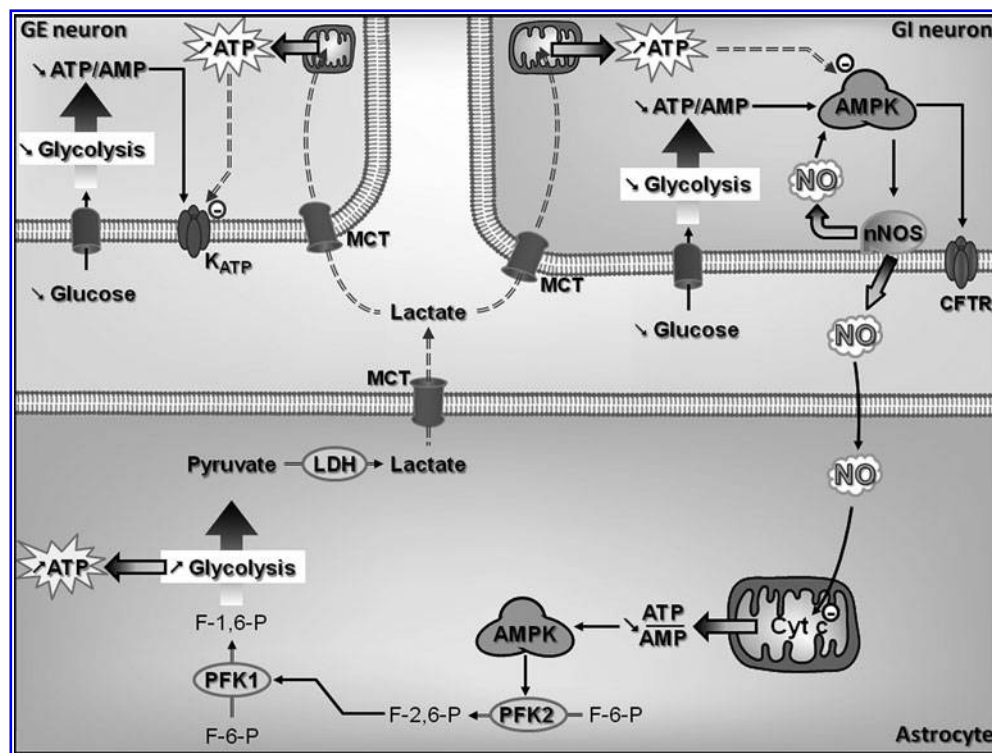 GE neuron
GI neuron
↗ATP
↗ATP
↘ ATP/AMP
↘ ATP/AMP
AMPK
↘ Glycolysis
↘ Glycolysis
NO
nNOS
MCT
MCT
K_ATP
CFTR
↘ Glucose
Lactate
↘ Glucose
NO
MCT
Pyruvate
LDH
Lactate
NO
↗ATP
↗ Glycolysis
F-1,6-P
AMPK
↘ ATP
AMP
Cyt c
PFK1
F-2,6-P
PFK2
F-6-P
F-6-P
Astrocyte